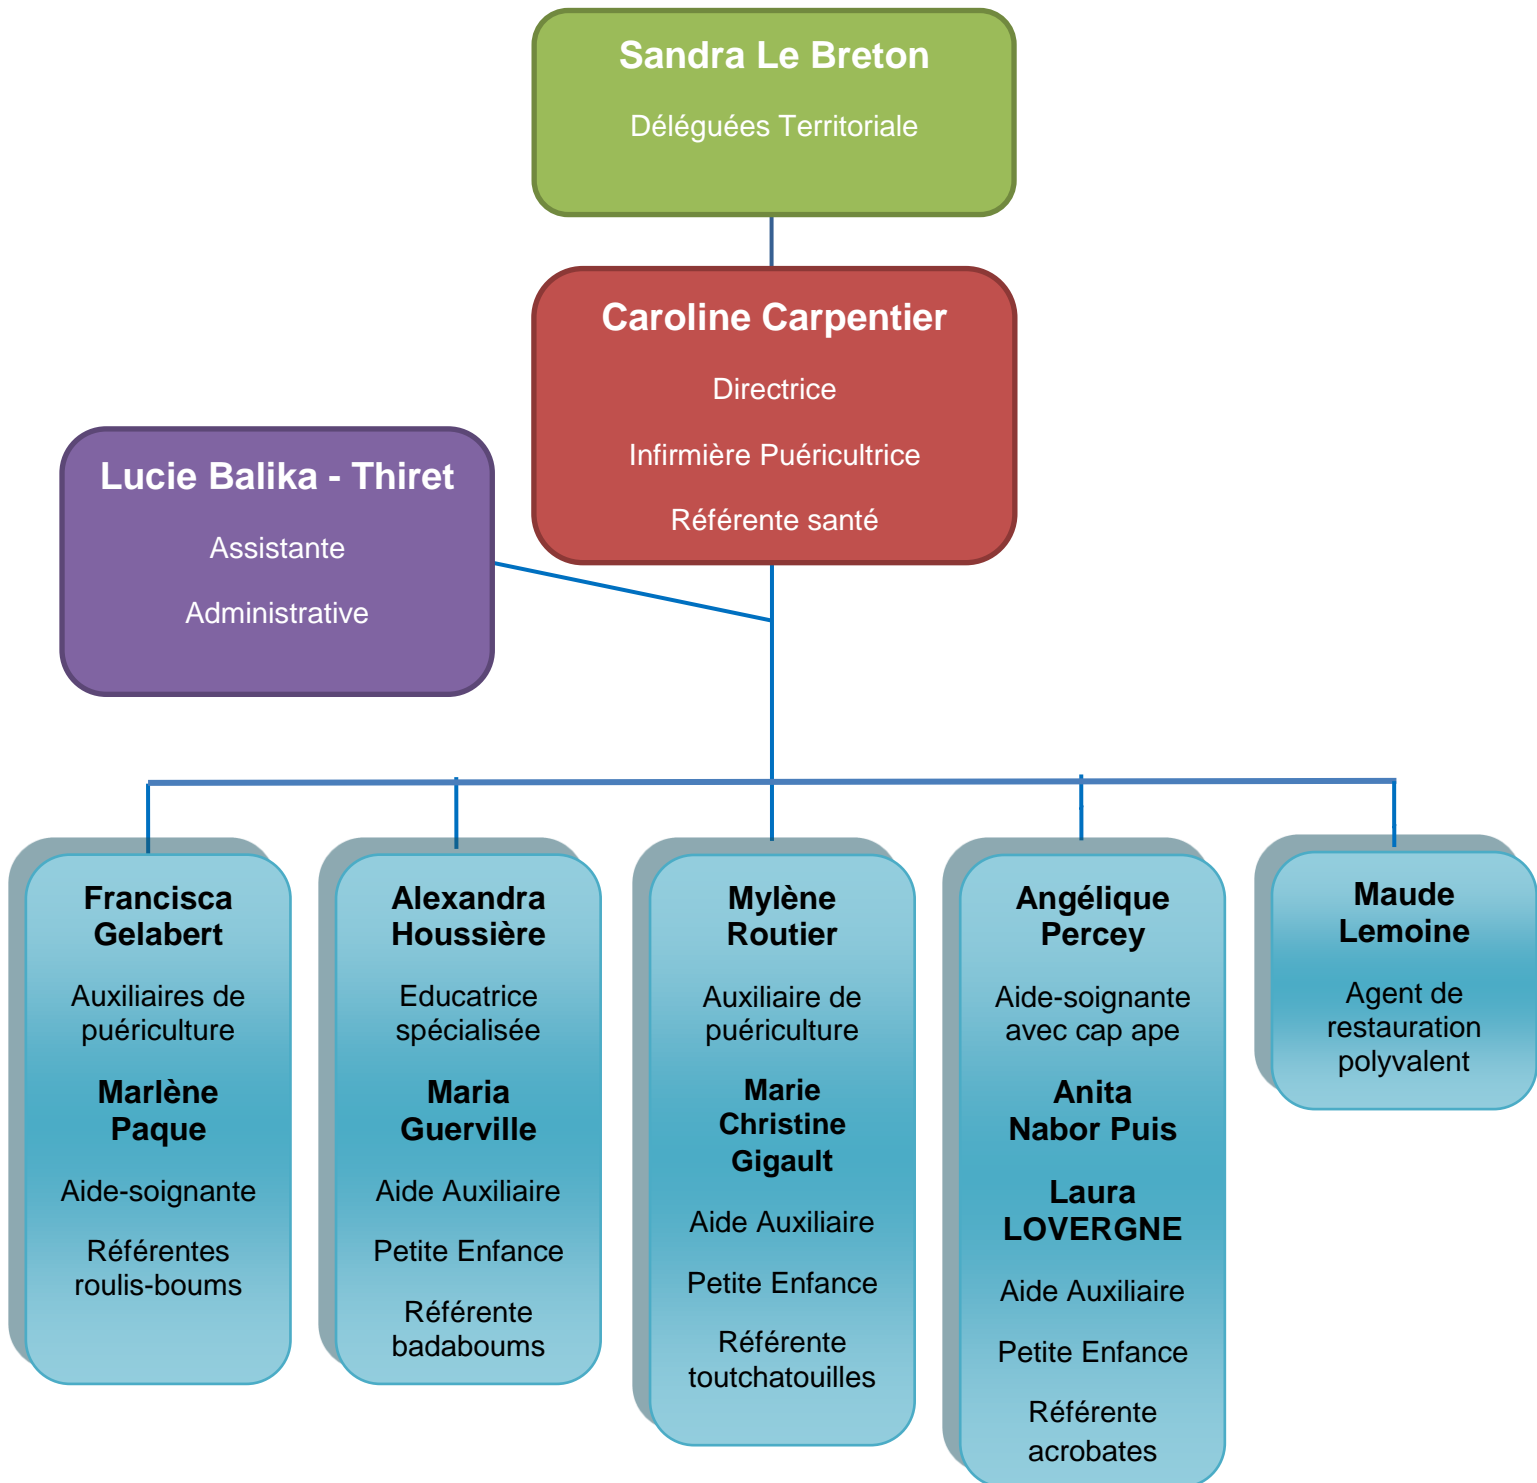 Sandra Le Breton
Déléguées Territoriale
Caroline Carpentier
Directrice
Infirmière Puéricultrice
Référente santé
Lucie Balika - Thiret
Assistante
Administrative
Francisca
Gelabert
Auxiliaires de
puériculture
Marlène
Paque
Aide-soignante
Référentes
roulis-boums
Alexandra
Houssière
Educatrice
spécialisée
Maria
Guerville
Aide Auxiliaire
Petite Enfance
Référente
badaboums
Mylène
Routier
Auxiliaire de
puériculture
Marie
Christine
Gigault
Aide Auxiliaire
Petite Enfance
Référente
toutchatouilles
Angélique
Percey
Aide-soignante
avec cap ape
Anita
Nabor Puis
Laura
LOVERGNE
Aide Auxiliaire
Petite Enfance
Référente
acrobates
Maude
Lemoine
Agent de
restauration
polyvalent